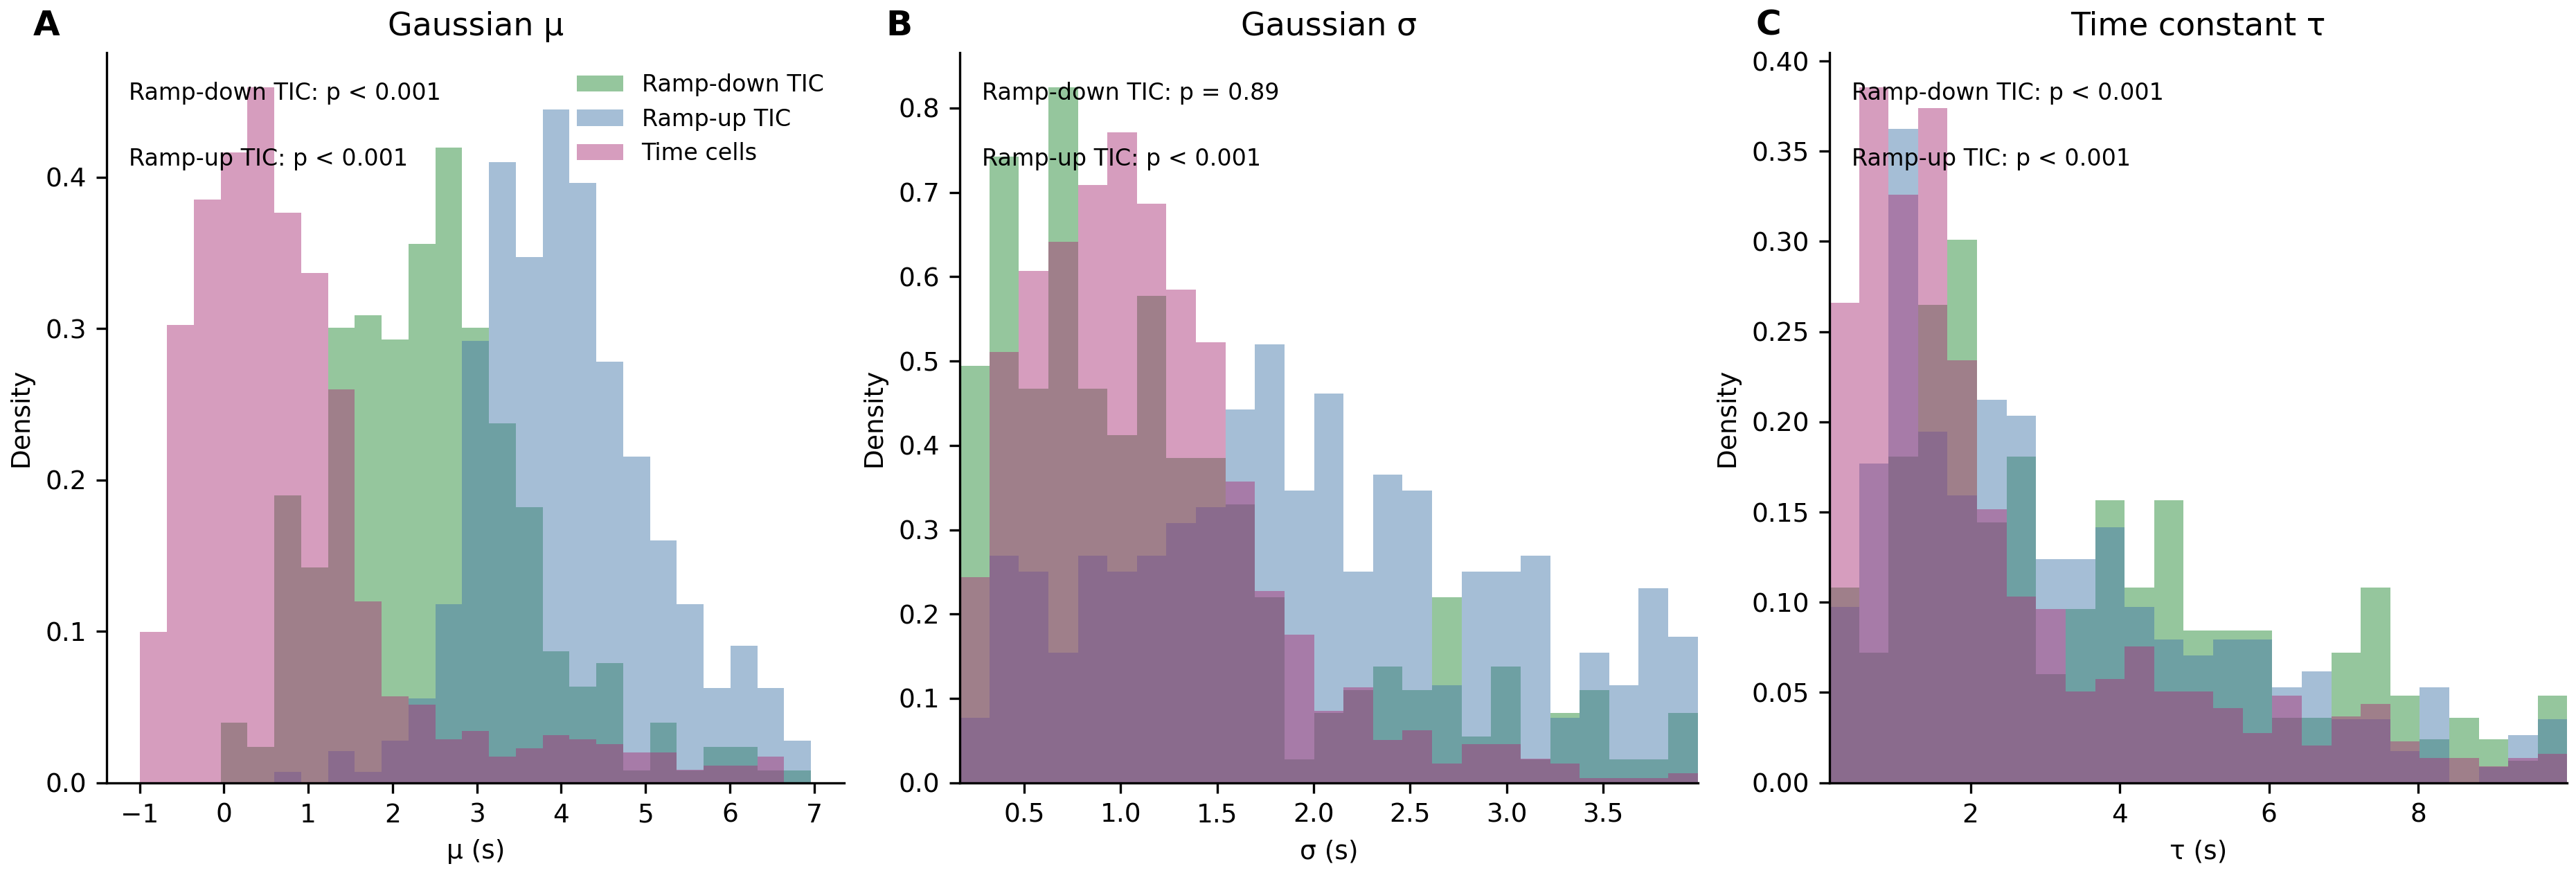 A
Gaussian μ
Ramp-down TIC: p < 0.001
Ramp-up TIC: p < 0.001
Ramp-down TIC
Ramp-up TIC
Time cells
Density
0.4
0.3
0.2
0.1
0.0
−1 0 1 2 3 4 5 6 7
μ (s)
B
Gaussian σ
Ramp-down TIC: p = 0.89
Ramp-up TIC: p < 0.001
Density
0.8
0.7
0.6
0.5
0.4
0.3
0.2
0.1
0.0
0.5 1.0 1.5 2.0 2.5 3.0 3.5
σ (s)
C
Time constant τ
Ramp-down TIC: p < 0.001
Ramp-up TIC: p < 0.001
Density
0.40
0.35
0.30
0.25
0.20
0.15
0.10
0.05
0.00
2 4 6 8
τ (s)